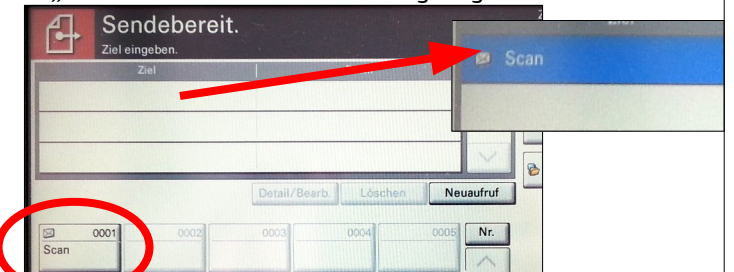 Sendebereit.
Ziel eingeben.
Ziel
Scan
Detail/Bearb. Löschen Neuaufruf
0001 0002 0003 0004 0005 Nr.
Scan